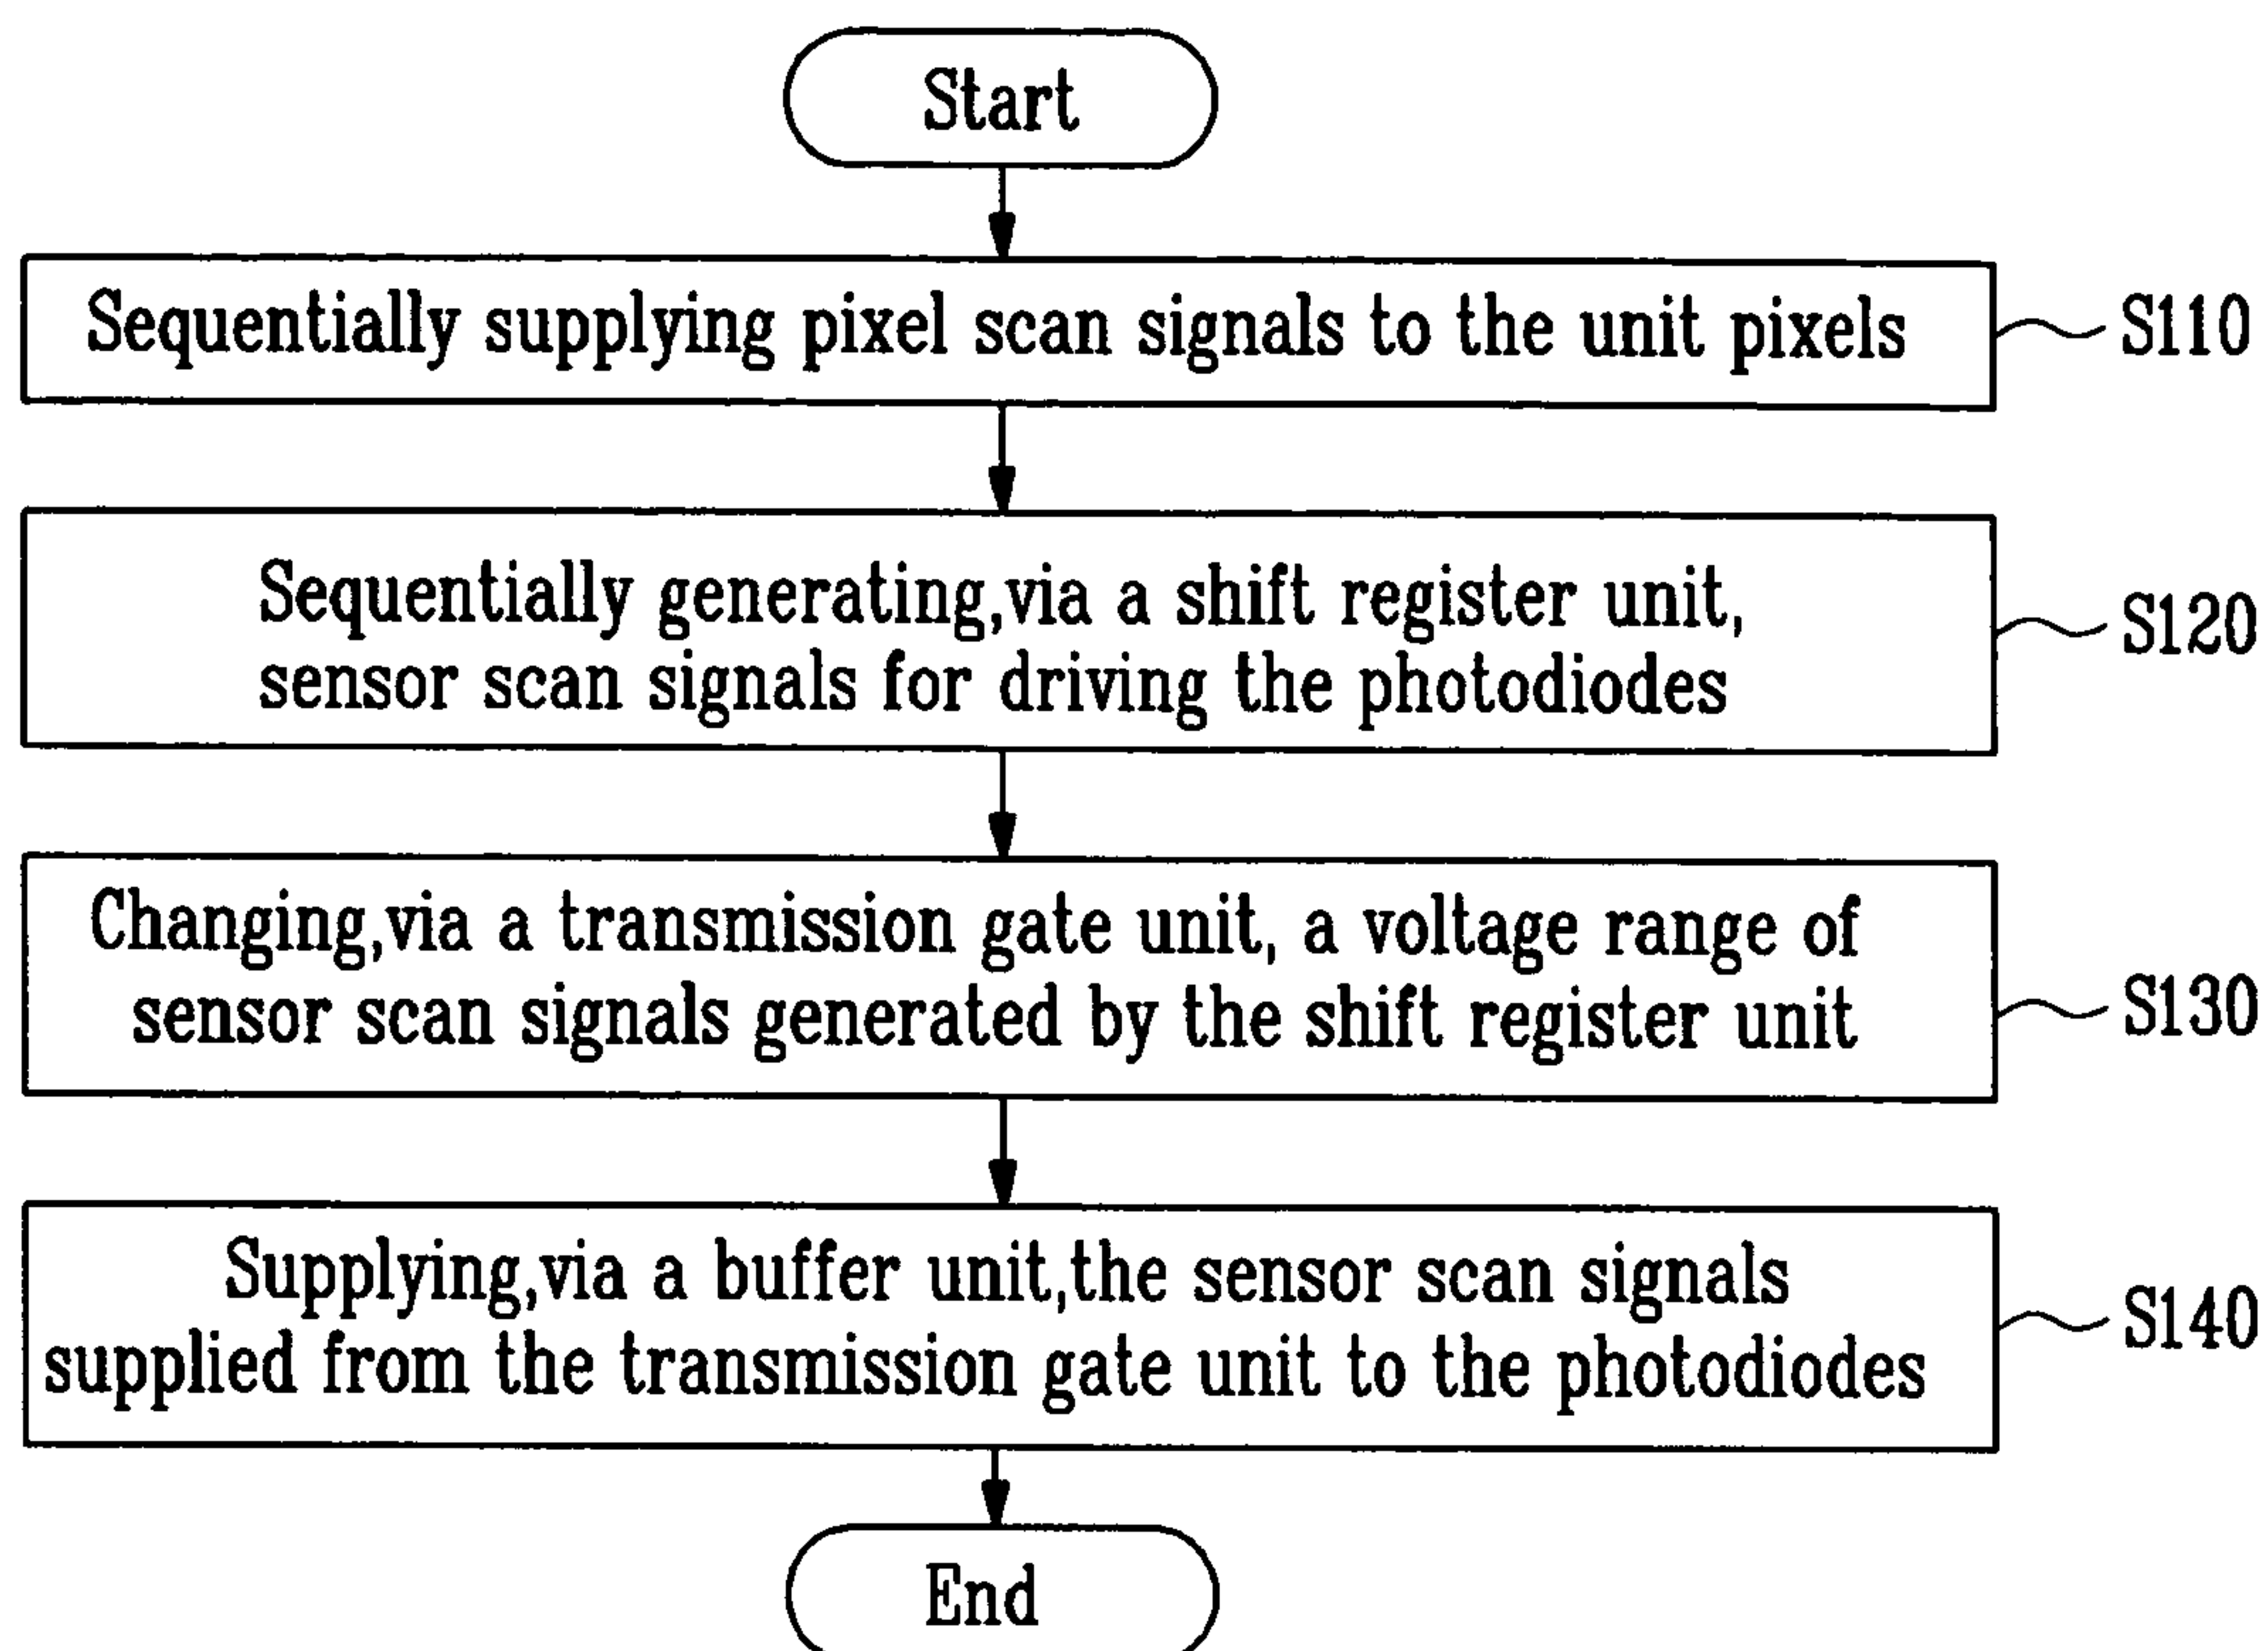 Start
Sequentially supplying pixel scan signals to the unit pixels
S110
Sequentially generating,via a shift register unit,
sensor scan signals for driving the photodiodes
S120
Changing,via a transmission gate unit, a voltage range of
sensor scan signals generated by the shift register unit
S130
Supplying,via a buffer unit,the sensor scan signals
supplied from the transmission gate unit to the photodiodes
S140
End